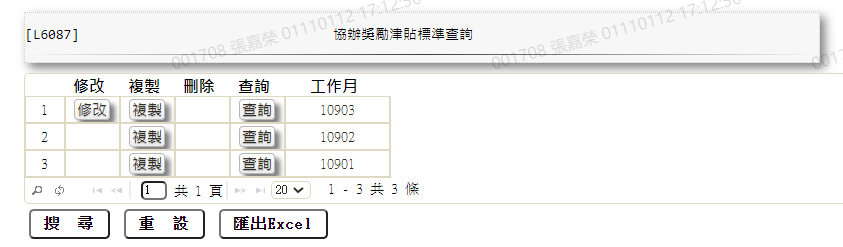 001708 張嘉榮 01110112 17:12:50
[L6087] 協辦獎勵津貼標準查詢
修改 複製 刪除 查詢 工作月
1 修改 複製 查詢 10903
2 複製 查詢 10902
3 複製 查詢 10901
1 共 1 頁 20 1 - 3 共 3 條
搜 尋 重 設 匯出Excel